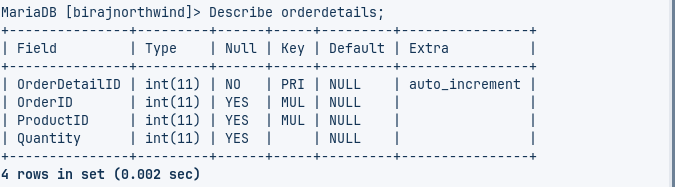 MariaDB [birajnorthwind]> Describe orderdetails;
+---------------+---------+------+-----+---------+----------------+
| Field         | Type    | Null | Key | Default | Extra          |
+---------------+---------+------+-----+---------+----------------+
| OrderDetailID | int(11) | NO   | PRI | NULL    | auto_increment |
| OrderID       | int(11) | YES  | MUL | NULL    |                |
| ProductID     | int(11) | YES  | MUL | NULL    |                |
| Quantity      | int(11) | YES  |     | NULL    |                |
+---------------+---------+------+-----+---------+----------------+
4 rows in set (0.002 sec)